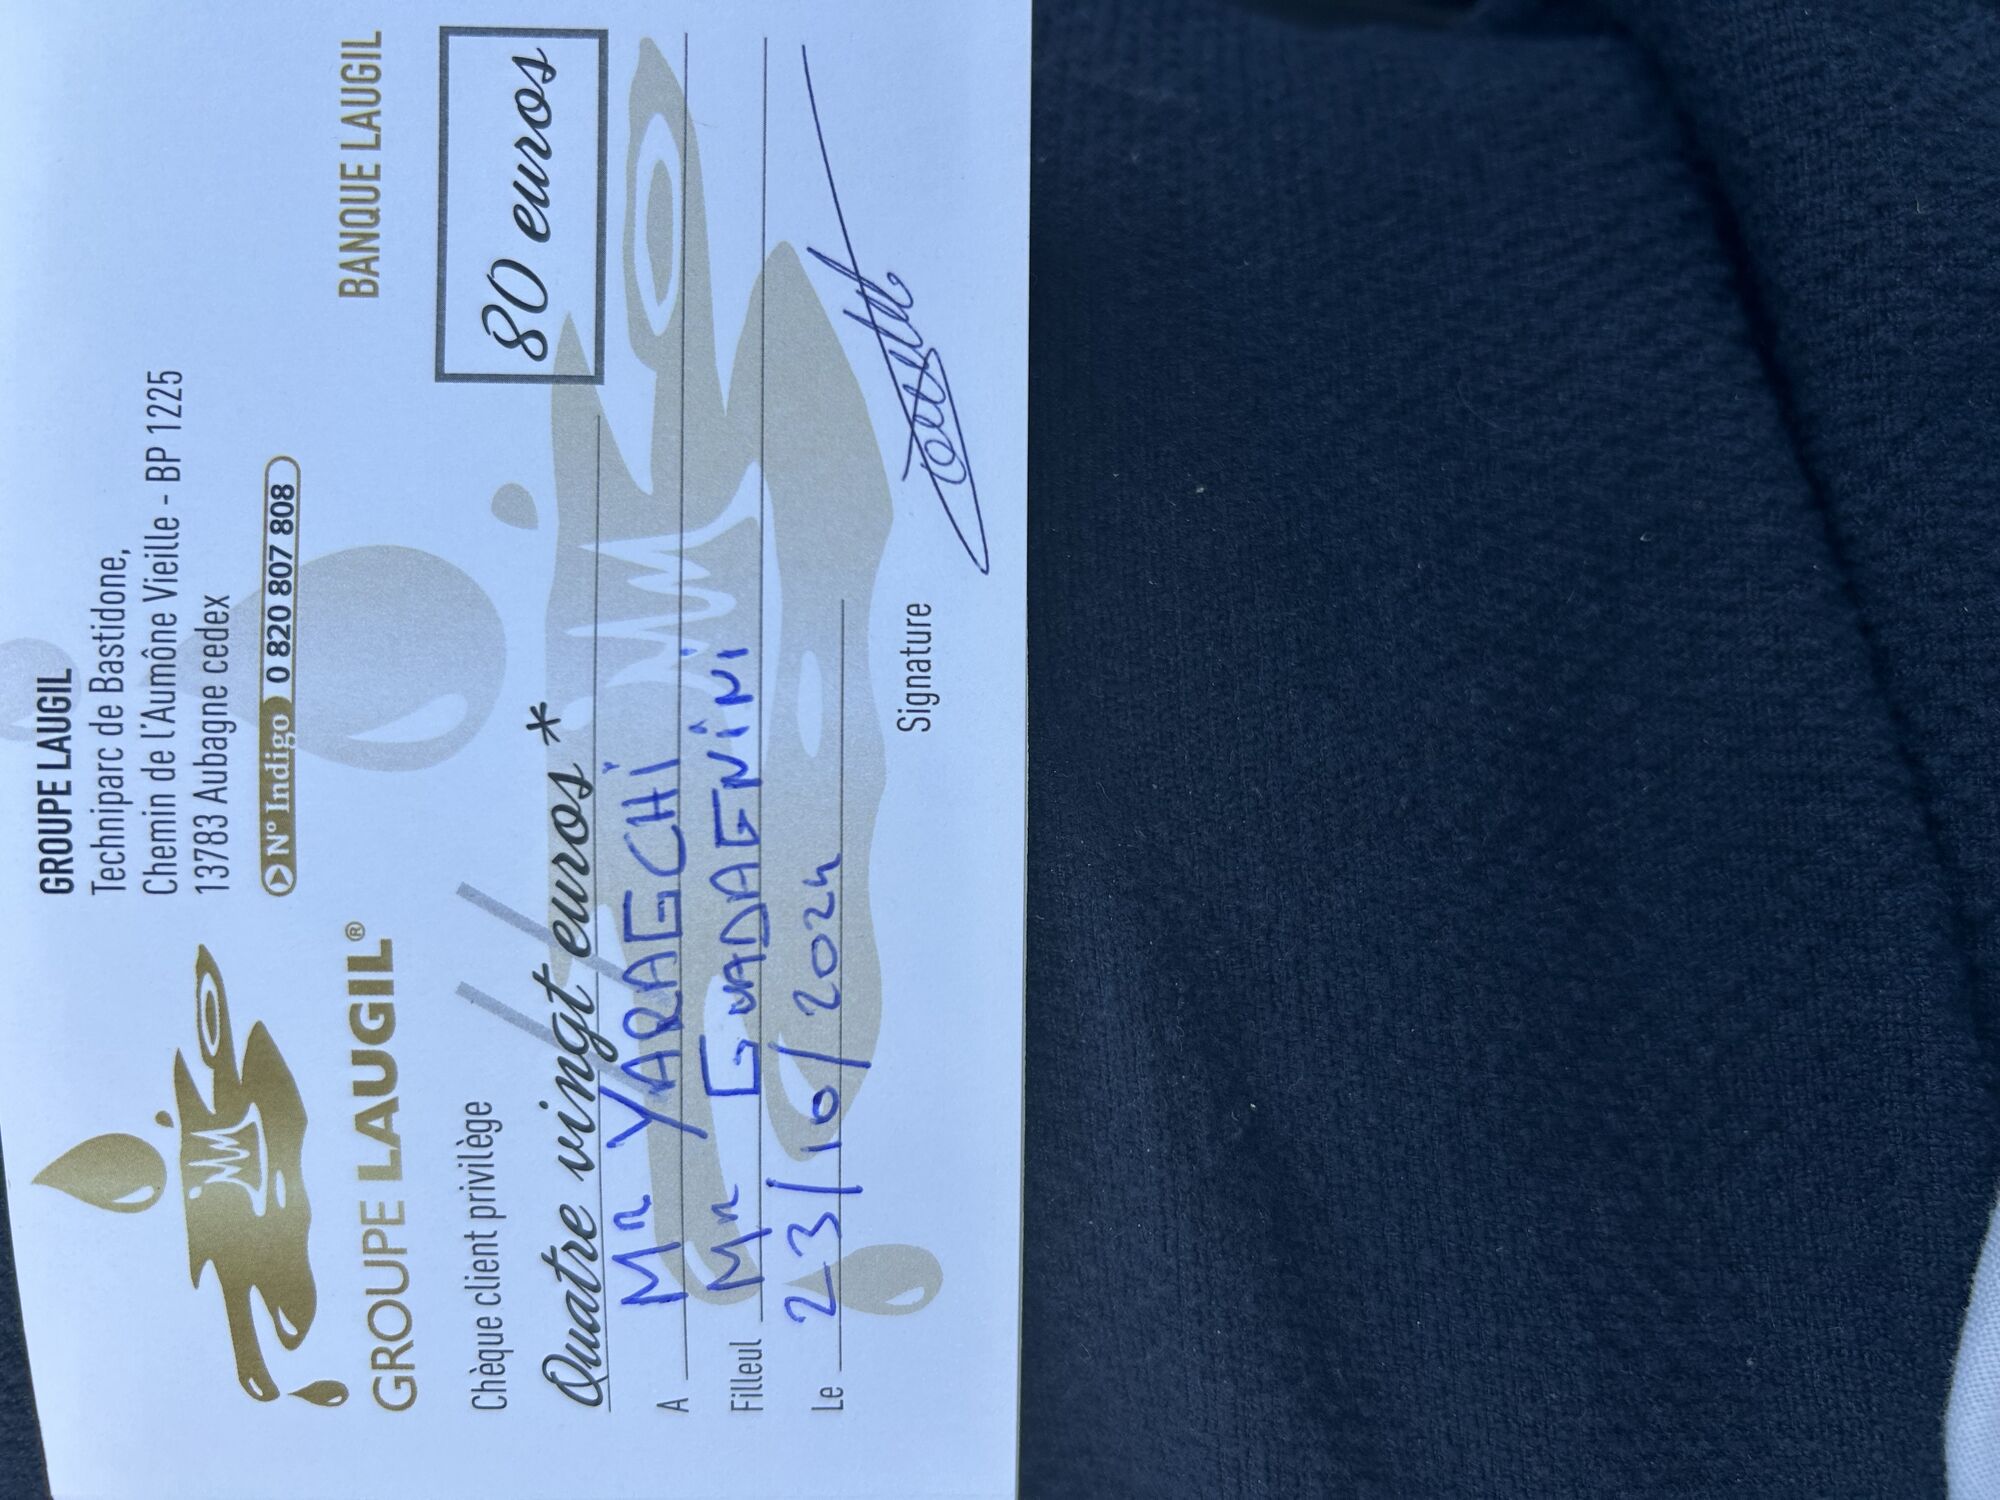 GROUPE LAUGIL
Techniparc de Bastidone,
Chemin de l'Aumône Vieille - BP 1225
13783 Aubagne cedex
N° Indigo 0 820 807 808
GROUPE LAUGIL®
BANQUE LAUGIL
Chèque client privilège
80 euros
Quatre vingt euros *
A Mr YARAGCHi
Filleul Mr GUADAGNiNi
Le 23/10/2024
Signature